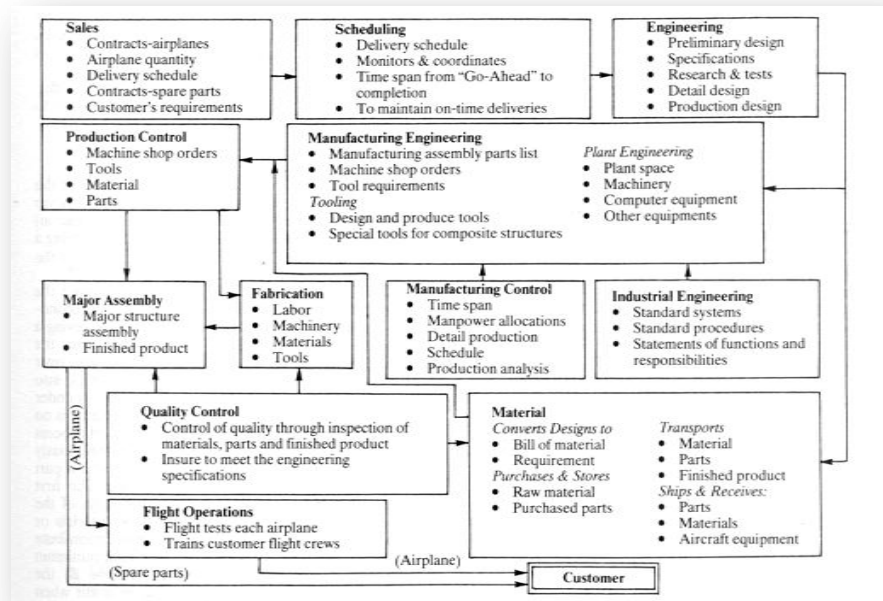 Sales
• Contracts-airplanes
• Airplane quantity
• Delivery schedule
• Contracts-spare parts
• Customer's requirements
Scheduling
• Delivery schedule
• Monitors & coordinates
• Time span from "Go-Ahead" to
completion
• To maintain on-time deliveries
Engineering
• Preliminary design
• Specifications
• Research & tests
• Detail design
• Production design
Production Control
• Machine shop orders
• Tools
• Material
• Parts
Manufacturing Engineering
• Manufacturing assembly parts list
• Machine shop orders
• Tool requirements
Tooling
• Design and produce tools
• Special tools for composite structures
Plant Engineering
• Plant space
• Machinery
• Computer equipment
• Other equipments
Major Assembly
• Major structure
assembly
• Finished product
Fabrication
• Labor
• Machinery
• Materials
• Tools
Manufacturing Control
• Time span
• Manpower allocations
• Detail production
• Schedule
• Production analysis
Industrial Engineering
• Standard systems
• Standard procedures
• Statements of functions and
responsibilities
(Airplane)
Quality Control
• Control of quality through inspection of
materials, parts and finished product
• Insure to meet the engineering
specifications
Material
Converts Designs to
• Bill of material
• Requirement
Purchases & Stores
• Raw material
• Purchased parts
Transports
• Material
• Parts
• Finished product
Ships & Receives:
• Parts
• Materials
• Aircraft equipment
Flight Operations
• Flight tests each airplane
• Trains customer flight crews
(Airplane)
(Spare parts)
Customer